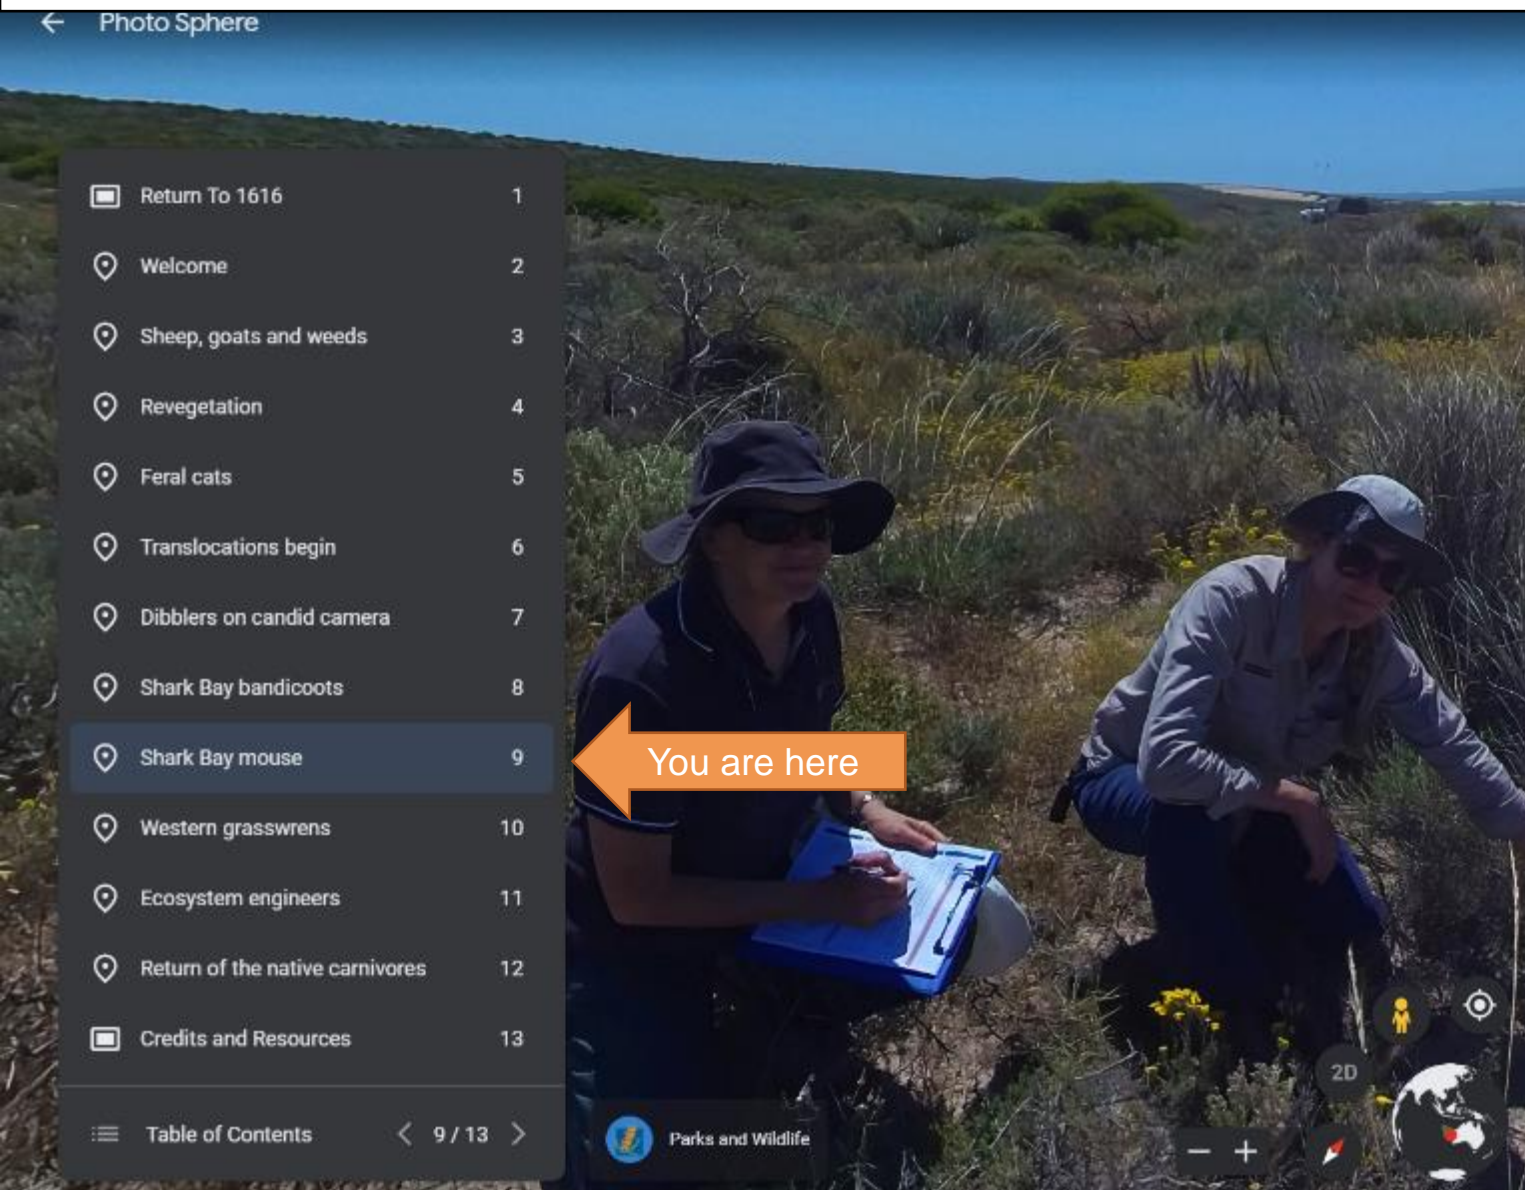 Photo Sphere
Return To 1616 1
Welcome 2
Sheep, goats and weeds 3
Revegetation 4
Feral cats 5
Translocations begin 6
Dibblers on candid camera 7
Shark Bay bandicoots 8
Shark Bay mouse 9
You are here
Western grasswrens 10
Ecosystem engineers 11
Return of the native carnivores 12
Credits and Resources 13
Table of Contents 9 / 13
Parks and Wildlife
2D